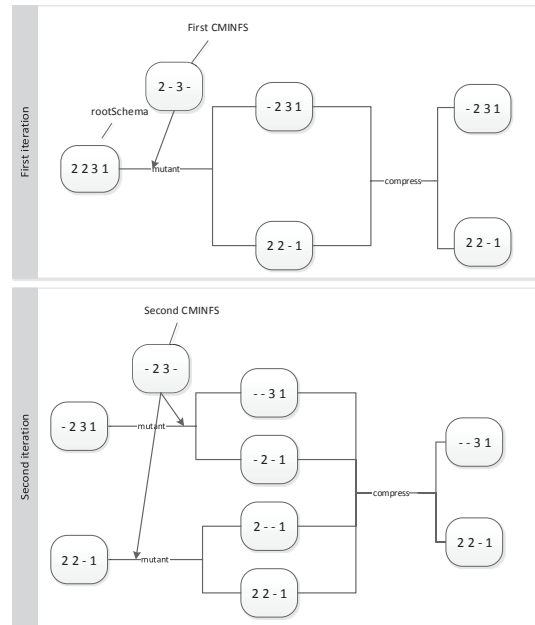 First iteration
First CMINFS
2 - 3 -
rootSchema
2 2 3 1
mutant
- 2 3 1
2 2 - 1
compress
- 2 3 1
2 2 - 1
Second iteration
Second CMINFS
- 2 3 -
- 2 3 1
mutant
- - 3 1
- 2 - 1
2 2 - 1
mutant
2 - - 1
2 2 - 1
compress
- - 3 1
2 2 - 1